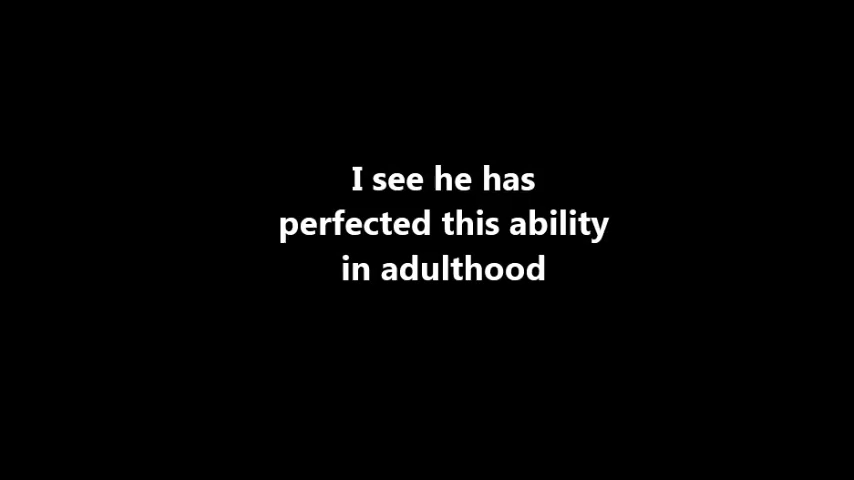 I see he has
perfected this ability
in adulthood